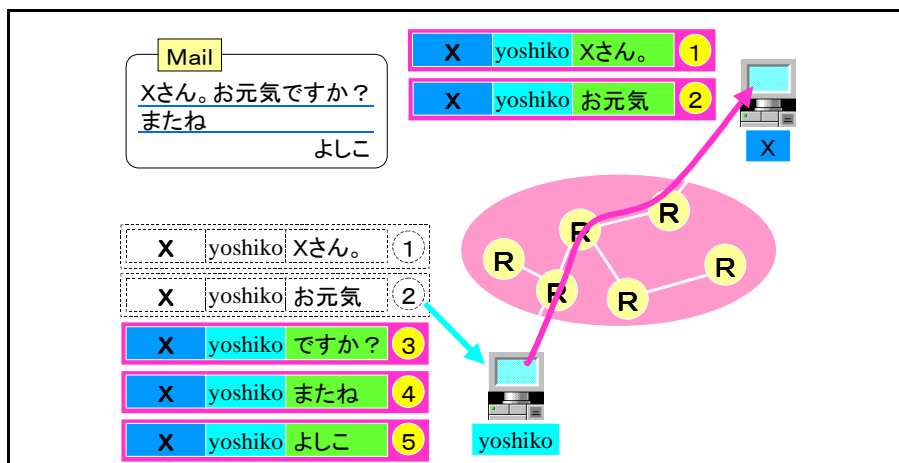 Mail
Xさん。お元気ですか？
またね
よしこ
X yoshiko Xさん。 1
X yoshiko お元気 2
X
R
R
R
R
R
R
X yoshiko Xさん。 1
X yoshiko お元気 2
X yoshiko ですか？ 3
X yoshiko またね 4
X yoshiko よしこ 5
yoshiko